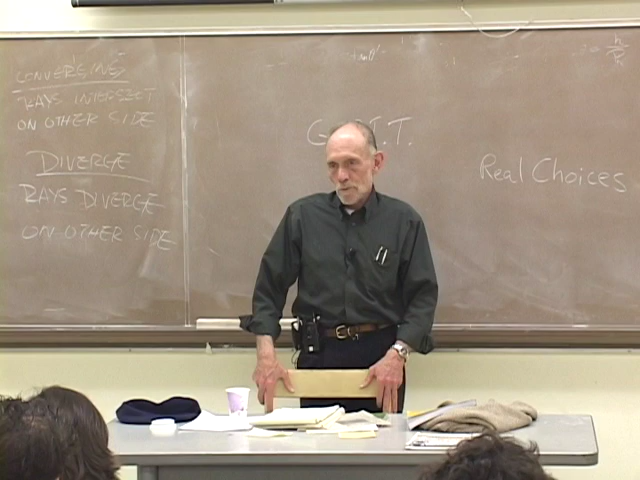 CONVERGING
RAYS INTERSECT
ON OTHER SIDE
DIVERGE
RAYS DIVERGE
ON OTHER SIDE
G I.T.
Real Choices